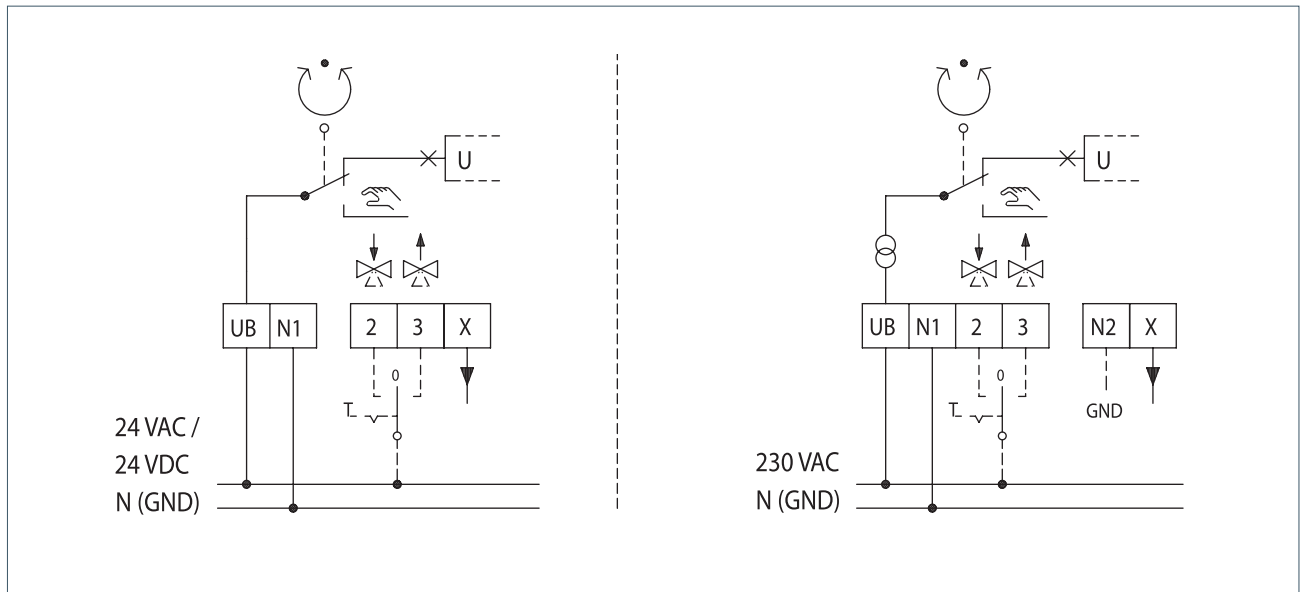 U
UB N1 2 3 X
0
T
24 VAC /
24 VDC
N (GND)
U
UB N1 2 3 N2 X
0
T
GND
230 VAC
N (GND)